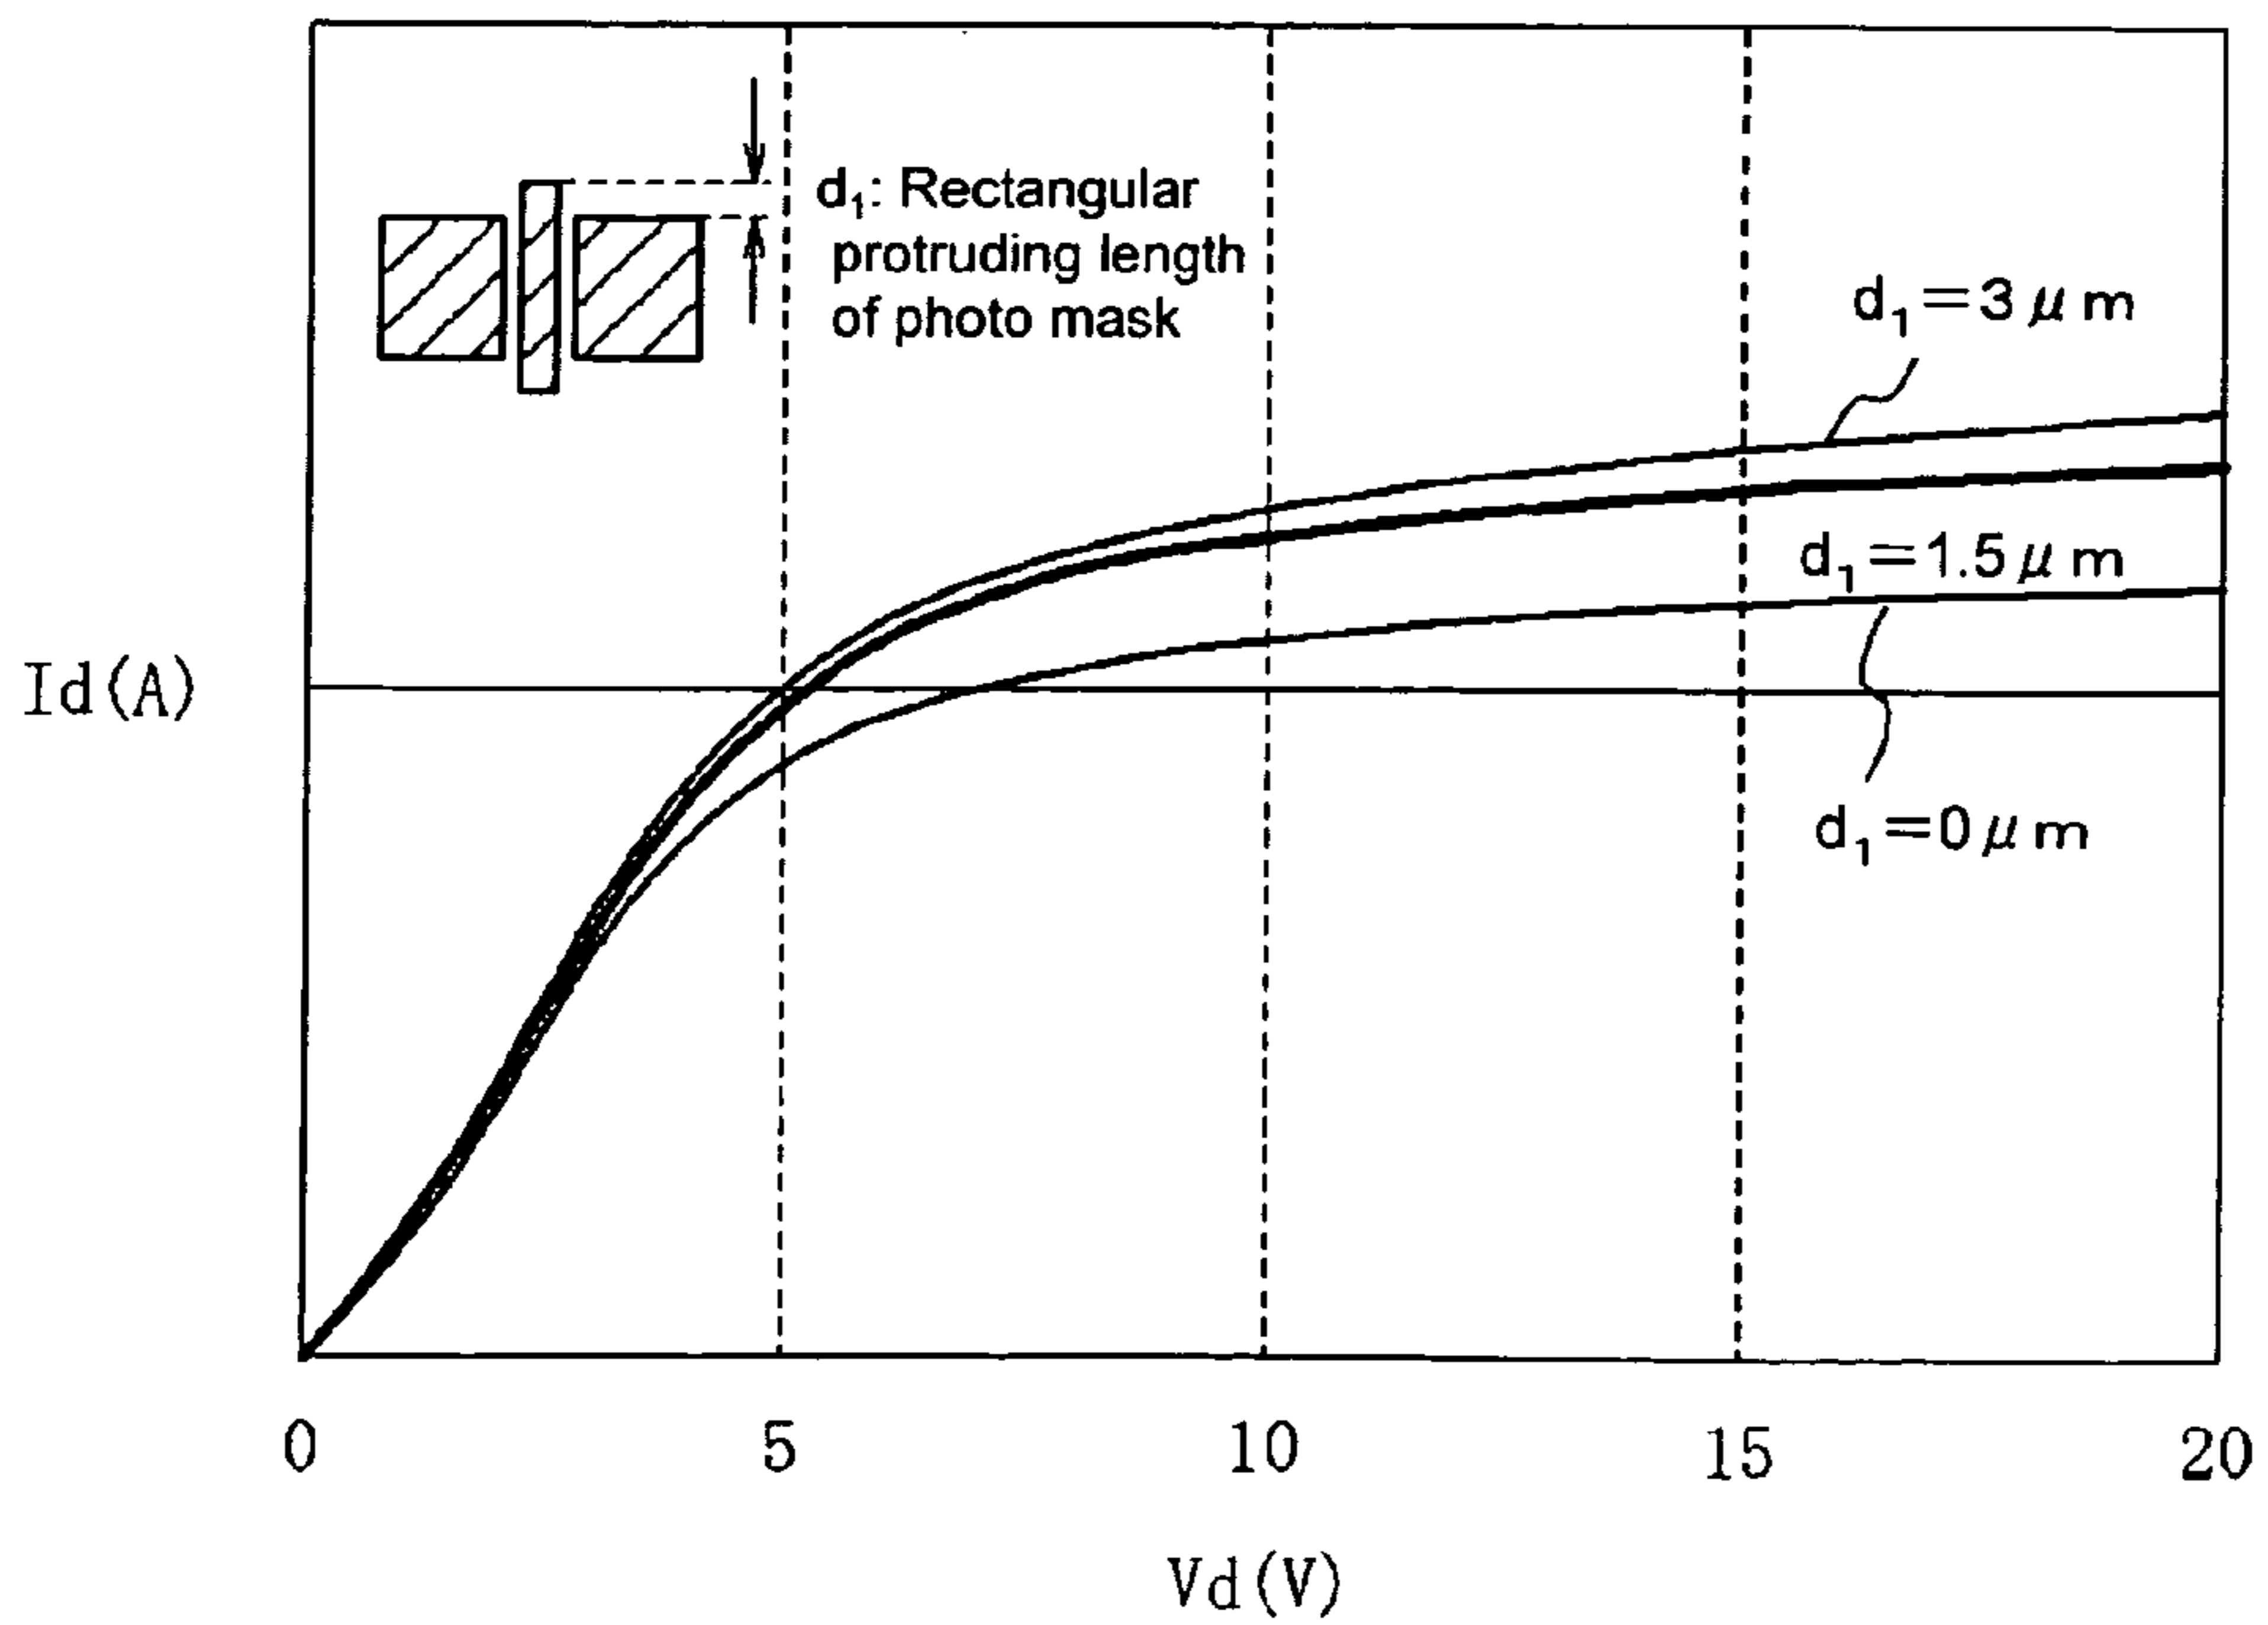 d₁: Rectangular
protruding length
of photo mask
d₁=3μm
d₁=1.5μm
Id(A)
d₁=0μm
0 5 10 15 20
Vd(V)